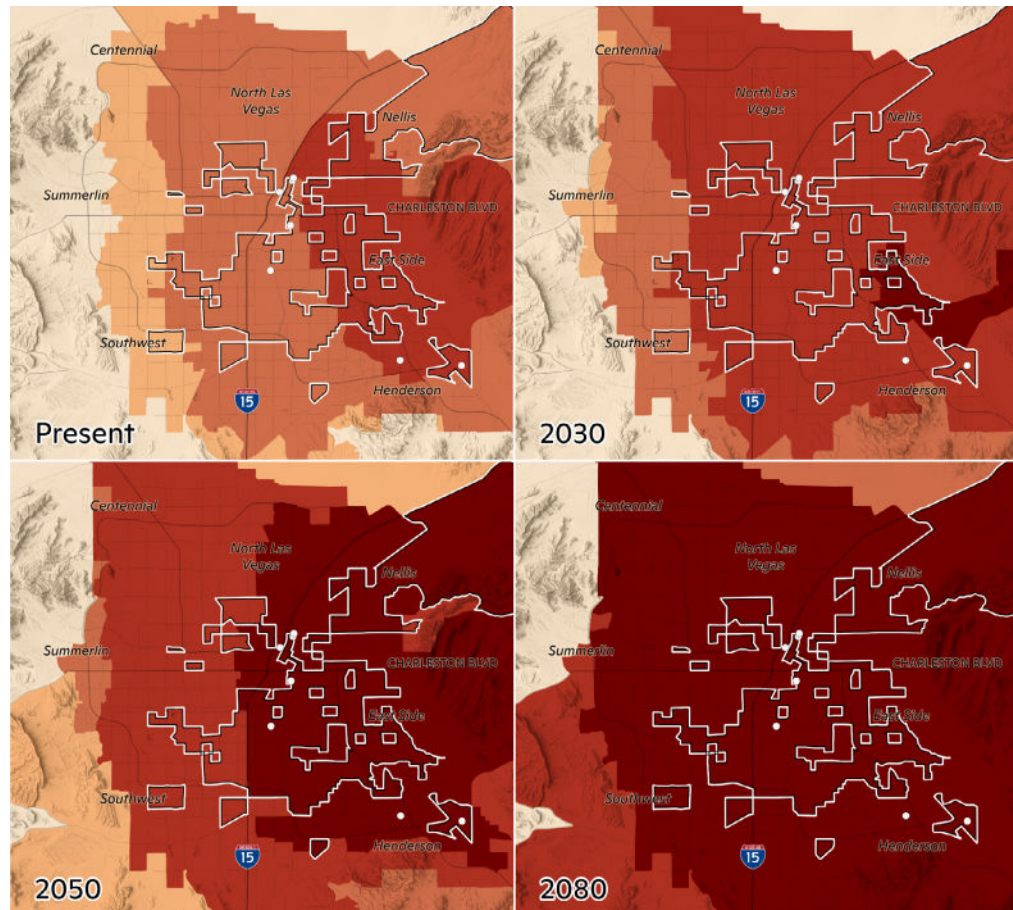 Centennial
North Las
Vegas
Nellis
Summerlin
CHARLESTON BLVD
East Side
Southwest
Henderson
15
Present
Centennial
North Las
Vegas
Nellis
Summerlin
CHARLESTON BLVD
East Side
Southwest
Henderson
15
2030
Centennial
North Las
Vegas
Nellis
Summerlin
CHARLESTON BLVD
East Side
Southwest
Henderson
15
2050
Centennial
North Las
Vegas
Nellis
Summerlin
CHARLESTON BLVD
East Side
Southwest
Henderson
15
2080